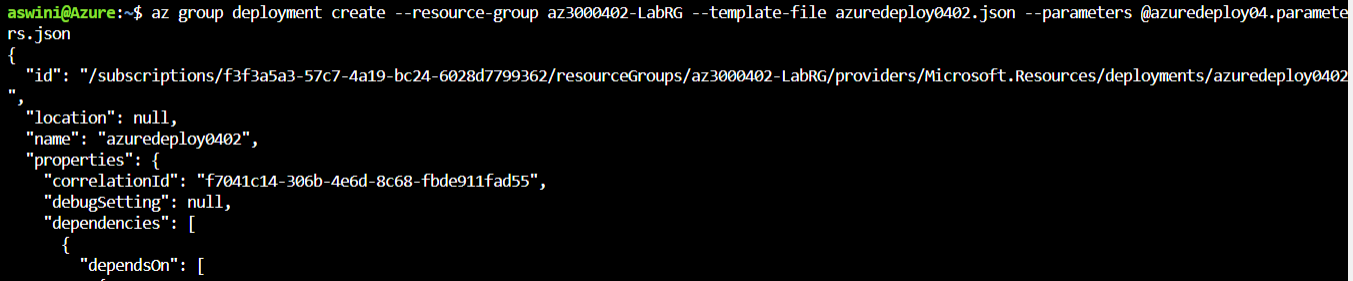 aswini@Azure:~$ az group deployment create --resource-group az3000402-LabRG --template-file azuredeploy0402.json --parameters @azuredeploy04.paramete
rs.json
{
  "id": "/subscriptions/f3f3a5a3-57c7-4a19-bc24-6028d7799362/resourceGroups/az3000402-LabRG/providers/Microsoft.Resources/deployments/azuredeploy0402
",
  "location": null,
  "name": "azuredeploy0402",
  "properties": {
    "correlationId": "f7041c14-306b-4e6d-8c68-fbde911fad55",
    "debugSetting": null,
    "dependencies": [
      {
        "dependsOn": [